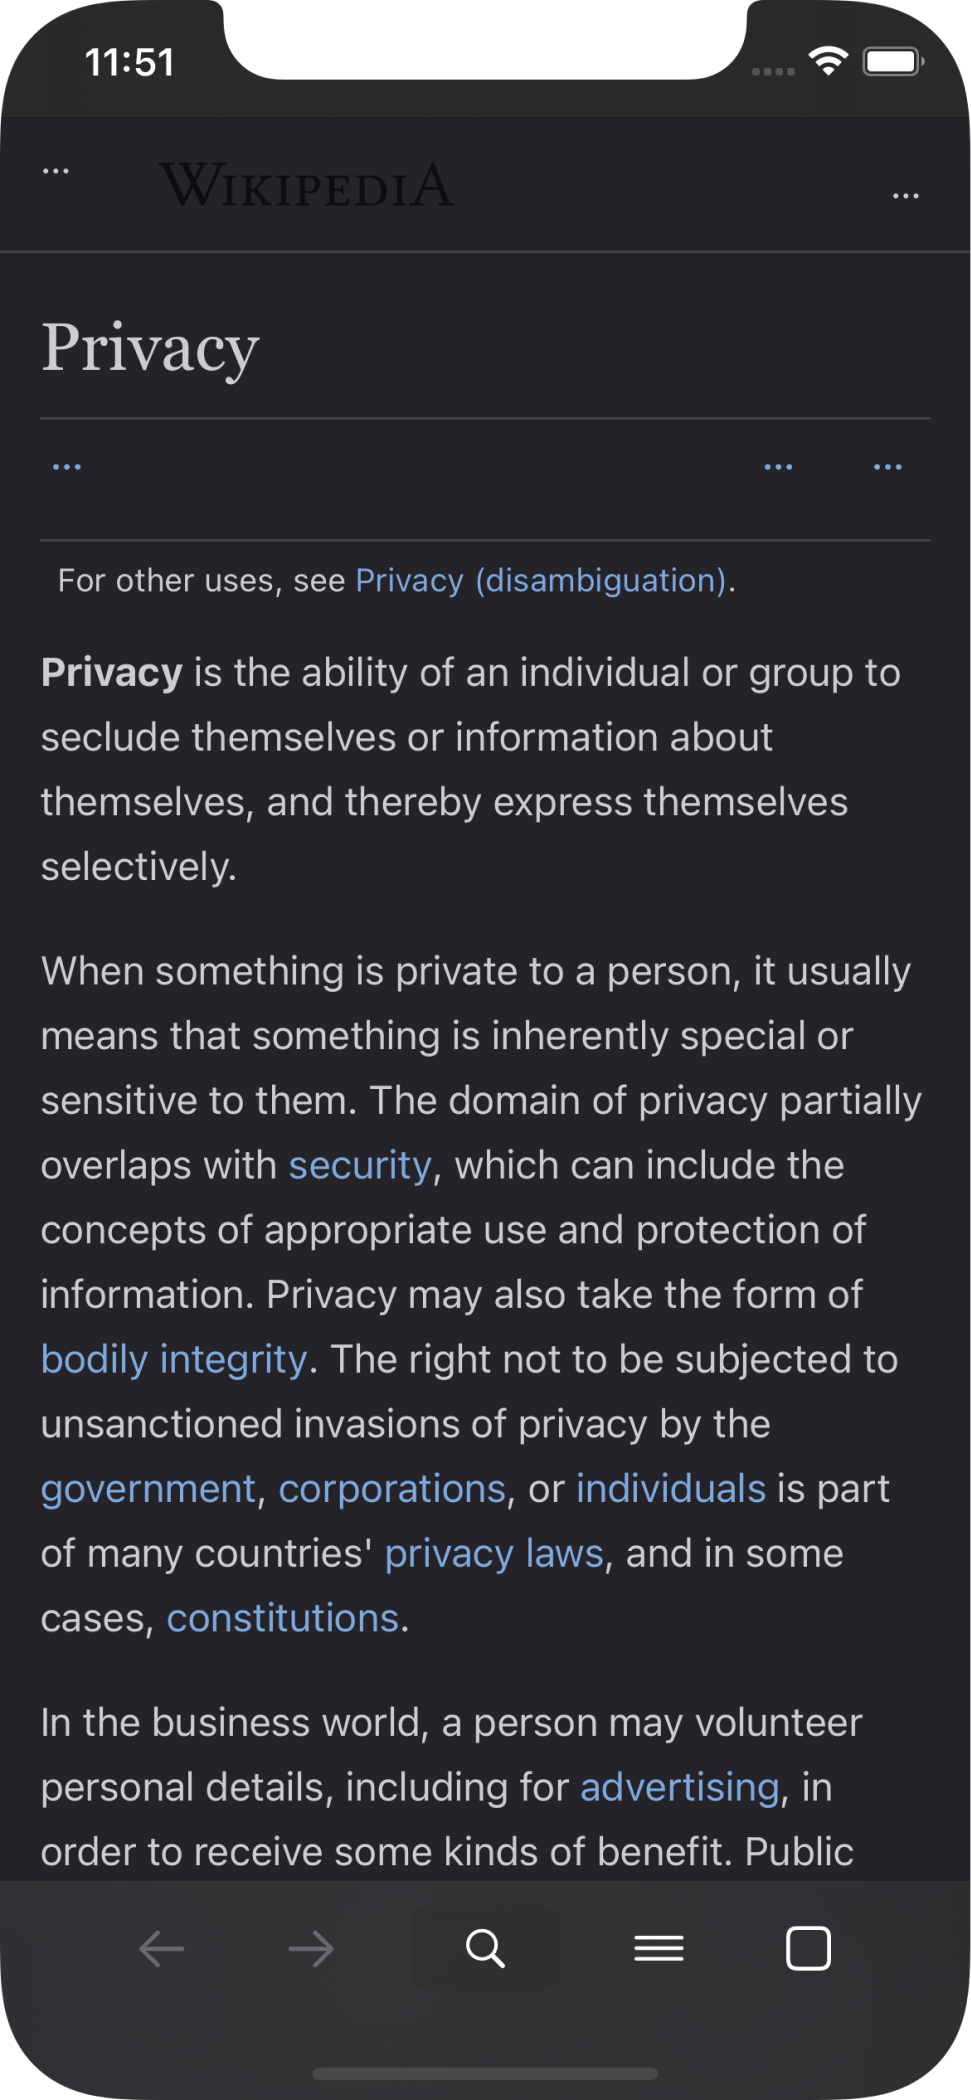 11:51
...
WIKIPEDIA
...
Privacy
...
... ...
For other uses, see Privacy (disambiguation).
Privacy is the ability of an individual or group to
seclude themselves or information about
themselves, and thereby express themselves
selectively.
When something is private to a person, it usually
means that something is inherently special or
sensitive to them. The domain of privacy partially
overlaps with security, which can include the
concepts of appropriate use and protection of
information. Privacy may also take the form of
bodily integrity. The right not to be subjected to
unsanctioned invasions of privacy by the
government, corporations, or individuals is part
of many countries' privacy laws, and in some
cases, constitutions.
In the business world, a person may volunteer
personal details, including for advertising, in
order to receive some kinds of benefit. Public